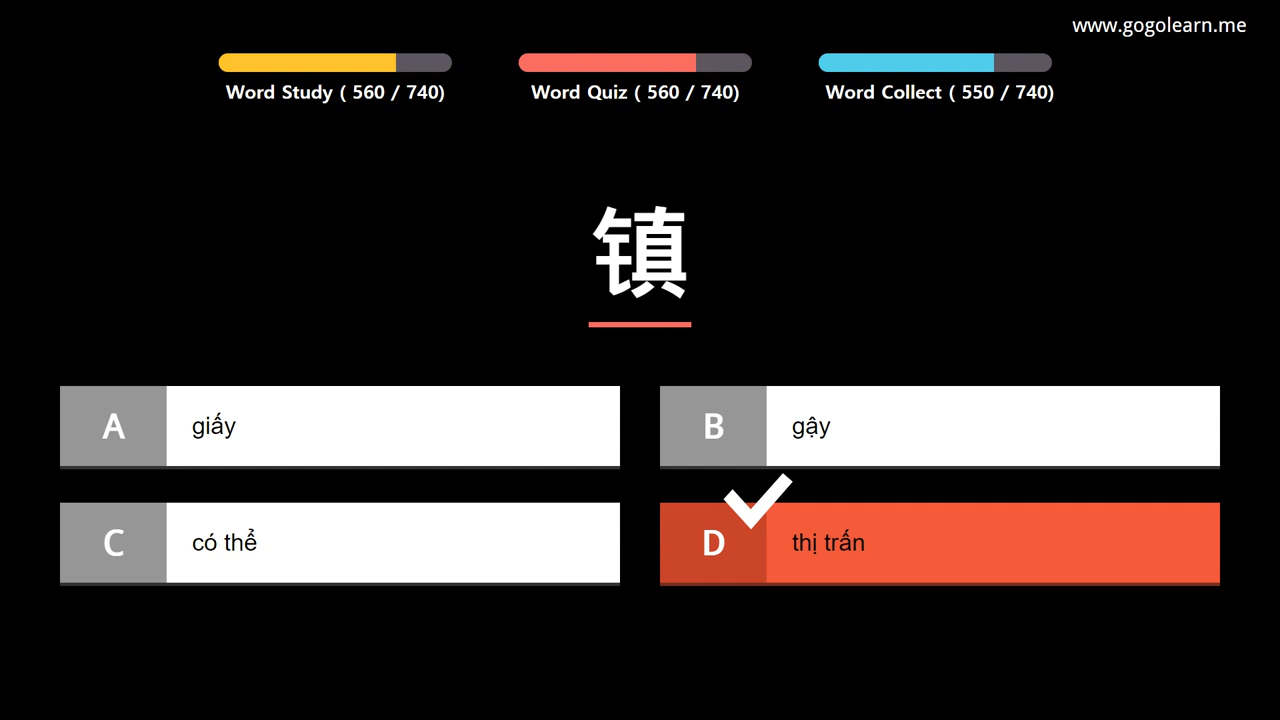 www.gogolearn.me
Word Study ( 560 / 740)
Word Quiz ( 560 / 740)
Word Collect ( 550 / 740)
镇
A giấy
B gậy
C có thể
D thị trấn